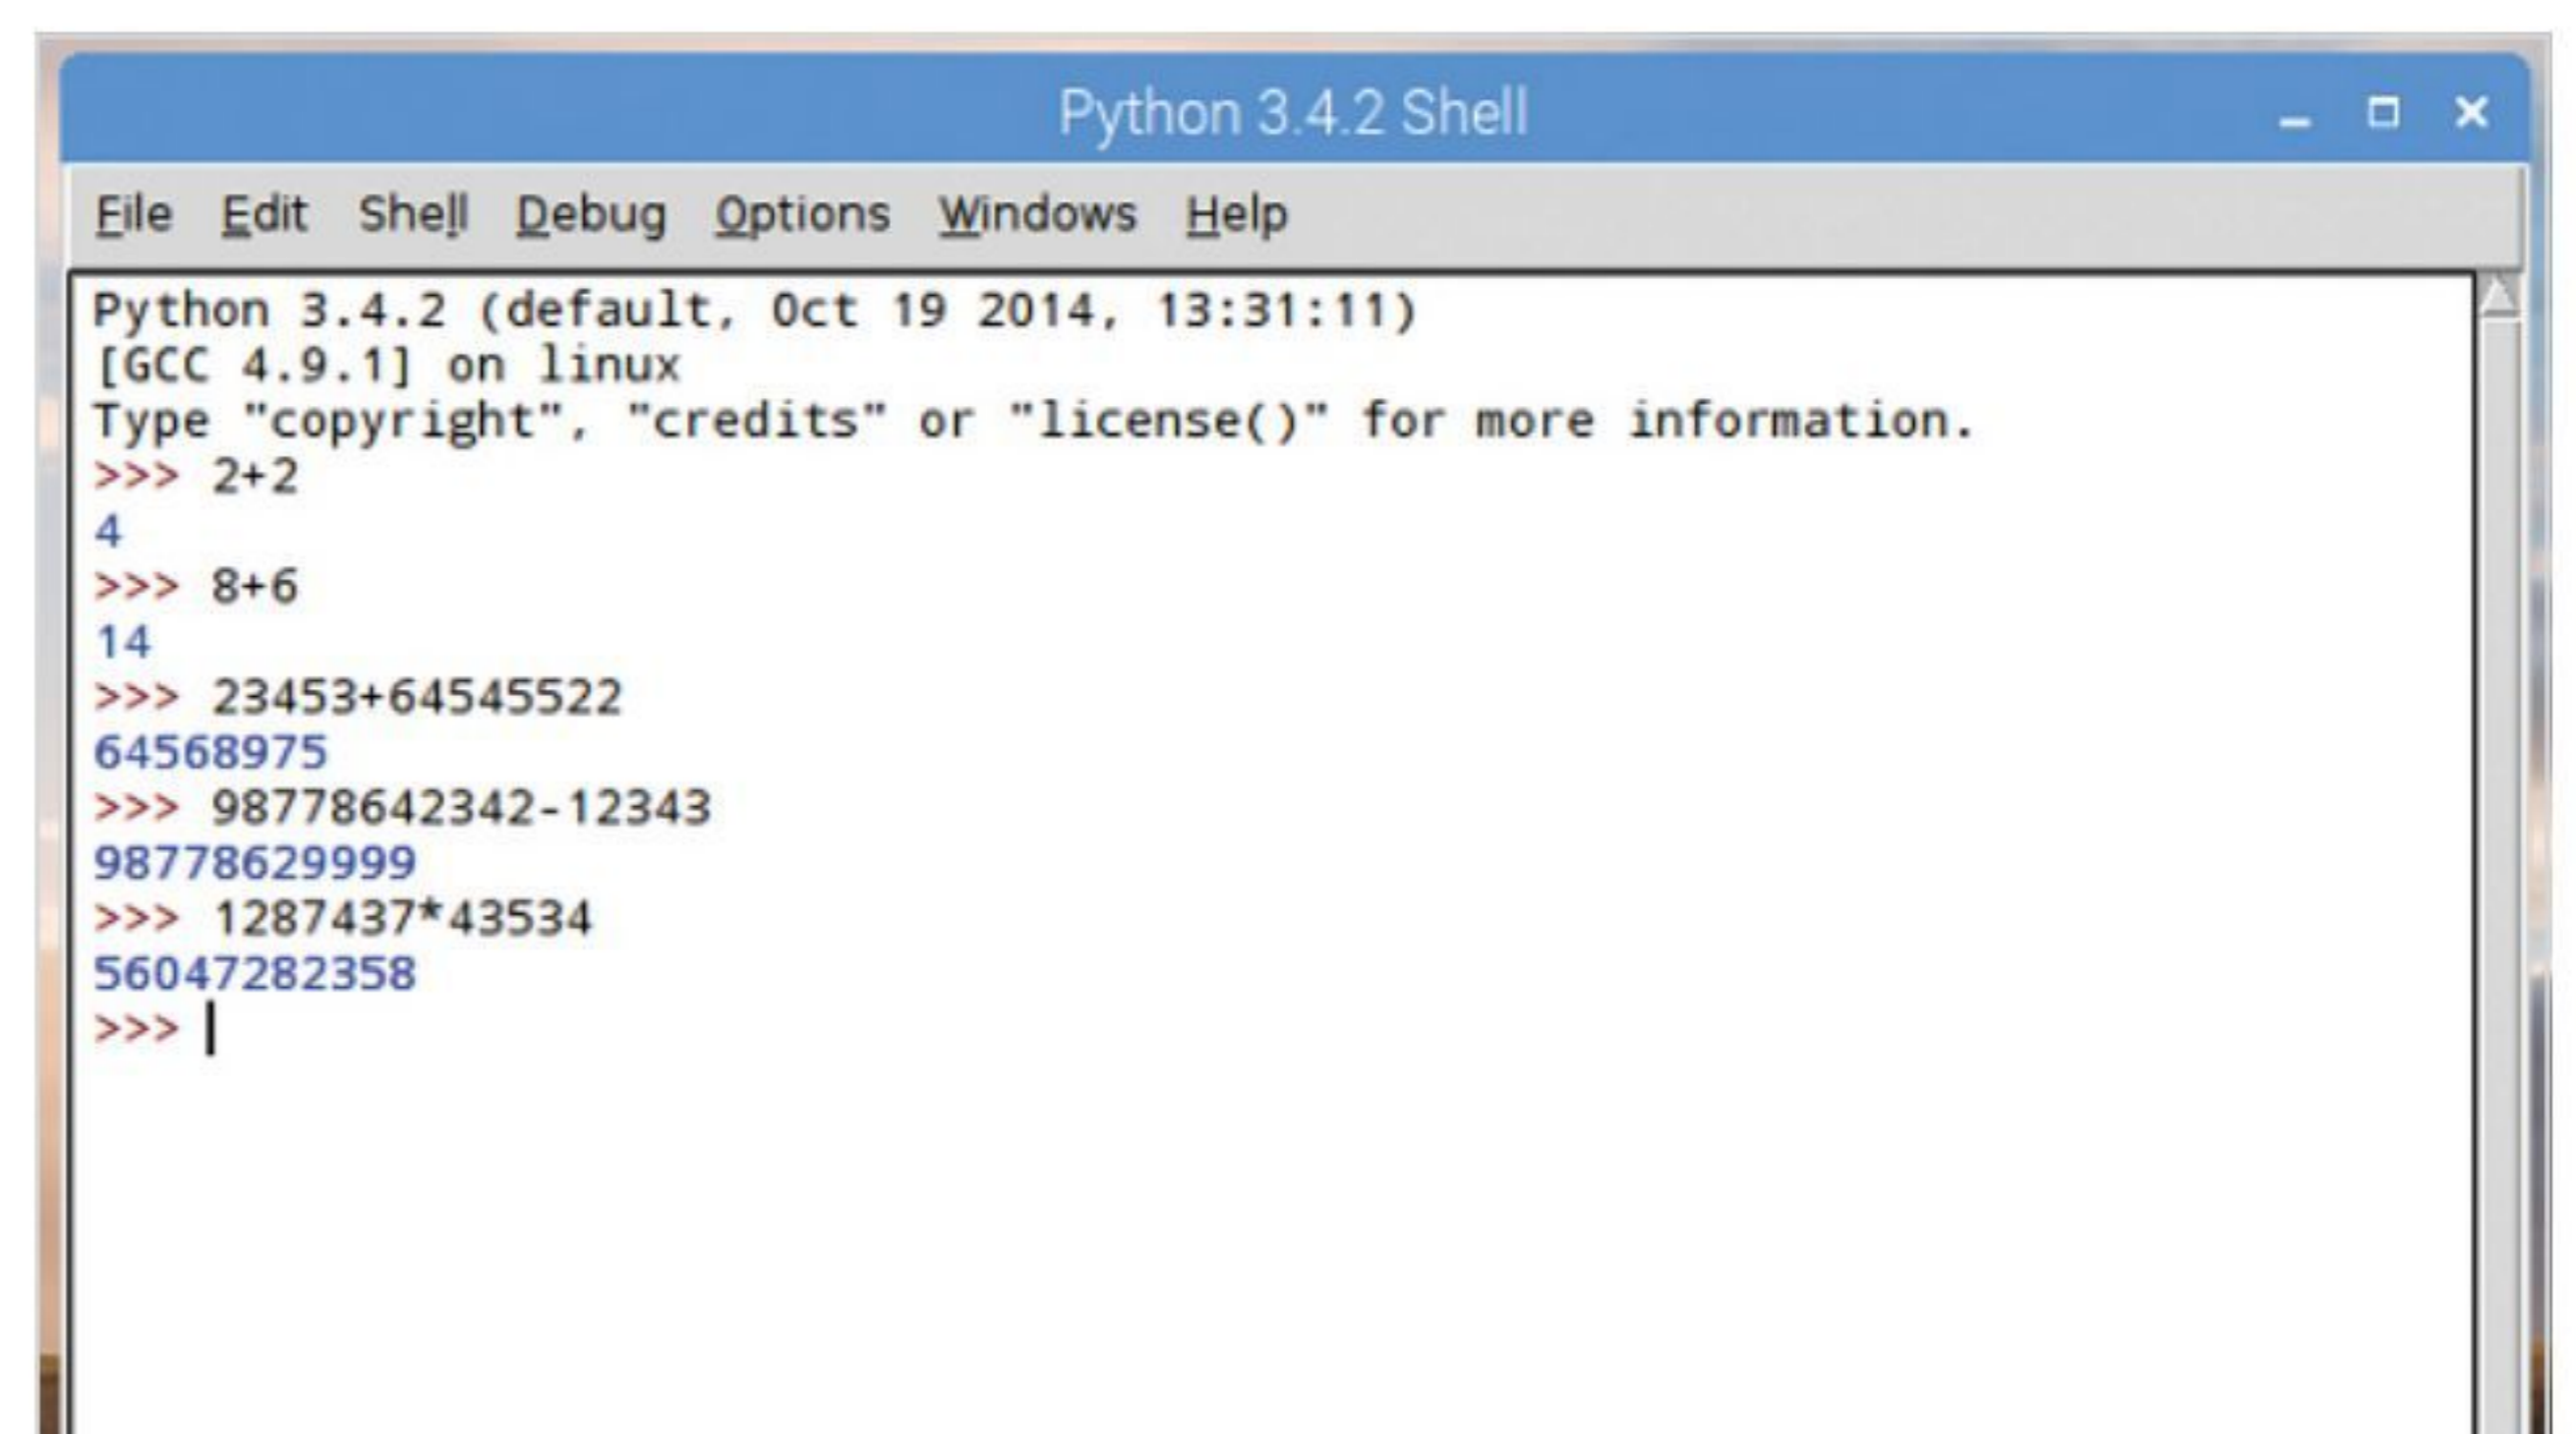 Python 3.4.2 Shell
File Edit Shell Debug Options Windows Help
Python 3.4.2 (default, Oct 19 2014, 13:31:11)
[GCC 4.9.1] on linux
Type "copyright", "credits" or "license()" for more information.
>>> 2+2
4
>>> 8+6
14
>>> 23453+64545522
64568975
>>> 98778642342-12343
98778629999
>>> 1287437*43534
56047282358
>>>